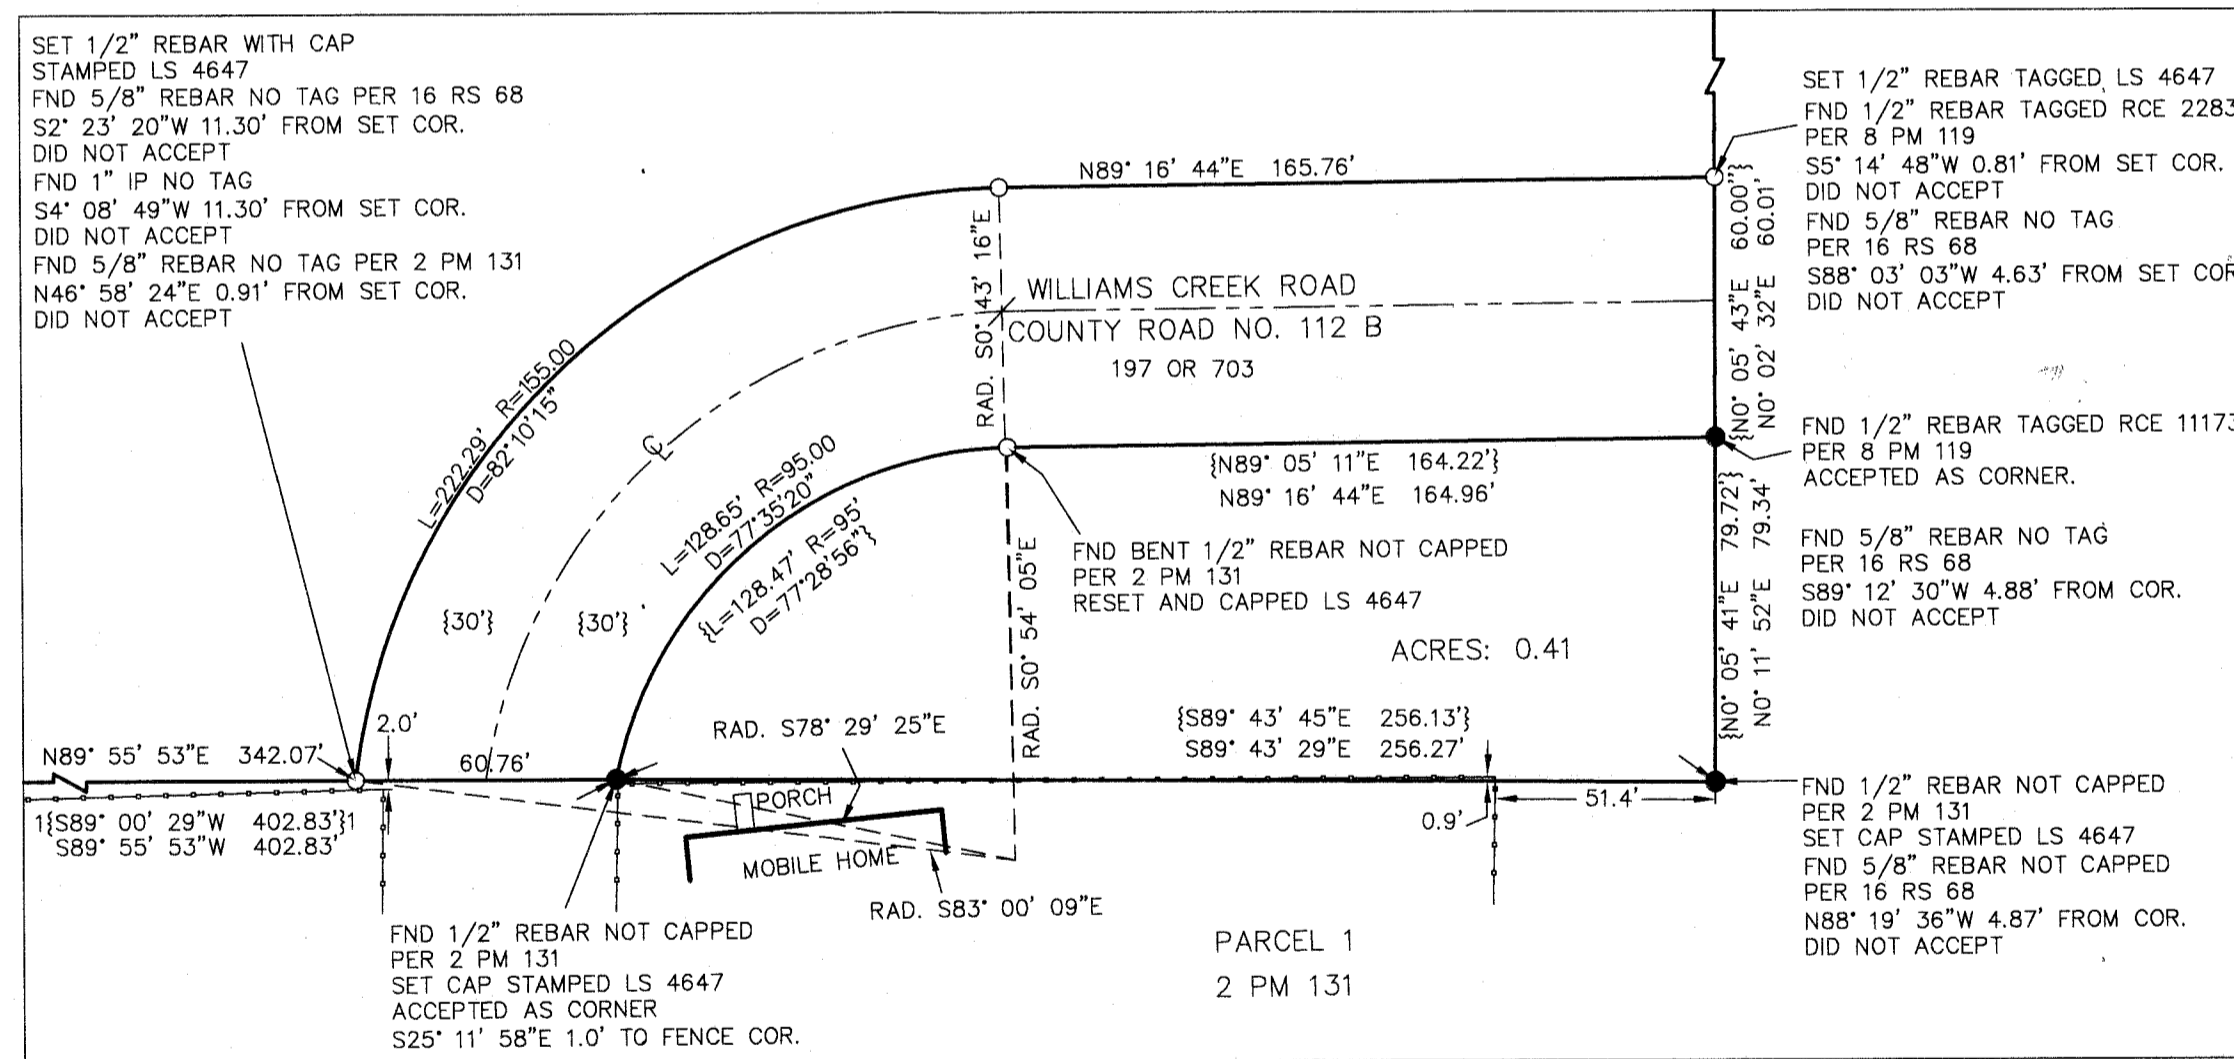 SET 1/2" REBAR WITH CAP
STAMPED LS 4647
FND 5/8" REBAR NO TAG PER 16 RS 68
S2° 23' 20"W 11.30' FROM SET COR.
DID NOT ACCEPT
FND 1" IP NO TAG
S4° 08' 49"W 11.30' FROM SET COR.
DID NOT ACCEPT
FND 5/8" REBAR NO TAG PER 2 PM 131
N46° 58' 24"E 0.91' FROM SET COR.
DID NOT ACCEPT
N89° 16' 44"E 165.76'
SET 1/2" REBAR TAGGED, LS 4647
FND 1/2" REBAR TAGGED RCE 2283
PER 8 PM 119
S5° 14' 48"W 0.81' FROM SET COR.
DID NOT ACCEPT
FND 5/8" REBAR NO TAG
PER 16 RS 68
S88° 03' 03"W 4.63' FROM SET COR
DID NOT ACCEPT
{N0° 05' 43"E 60.00"}
N0° 02' 32"E 60.01'
RAD. S0° 43' 16"E
WILLIAMS CREEK ROAD
COUNTY ROAD NO. 112 B
197 OR 703
L=222.29' R=155.00
D=82°10'15"
℄
L=128.65' R=95.00
D=77°35'20"
{L=128.47' R=95'
D=77°28'56"}
{30'}
{30'}
{N89° 05' 11"E 164.22'}
N89° 16' 44"E 164.96'
FND 1/2" REBAR TAGGED RCE 11173
PER 8 PM 119
ACCEPTED AS CORNER.
FND 5/8" REBAR NO TAG
PER 16 RS 68
S89° 12' 30"W 4.88' FROM COR.
DID NOT ACCEPT
{N0° 05' 41"E 79.72'}
N0° 11' 52"E 79.34'
FND BENT 1/2" REBAR NOT CAPPED
PER 2 PM 131
RESET AND CAPPED LS 4647
RAD. S0° 54' 05"E
ACRES: 0.41
RAD. S78° 29' 25"E
{S89° 43' 45"E 256.13'}
S89° 43' 29"E 256.27'
2.0'
N89° 55' 53"E 342.07'
60.76'
1{S89° 00' 29"W 402.83'}1
S89° 55' 53"W 402.83'
PORCH
MOBILE HOME
RAD. S83° 00' 09"E
0.9'
51.4'
FND 1/2" REBAR NOT CAPPED
PER 2 PM 131
SET CAP STAMPED LS 4647
FND 5/8" REBAR NOT CAPPED
PER 16 RS 68
N88° 19' 36"W 4.87' FROM COR.
DID NOT ACCEPT
FND 1/2" REBAR NOT CAPPED
PER 2 PM 131
SET CAP STAMPED LS 4647
ACCEPTED AS CORNER
S25° 11' 58"E 1.0' TO FENCE COR.
PARCEL 1
2 PM 131